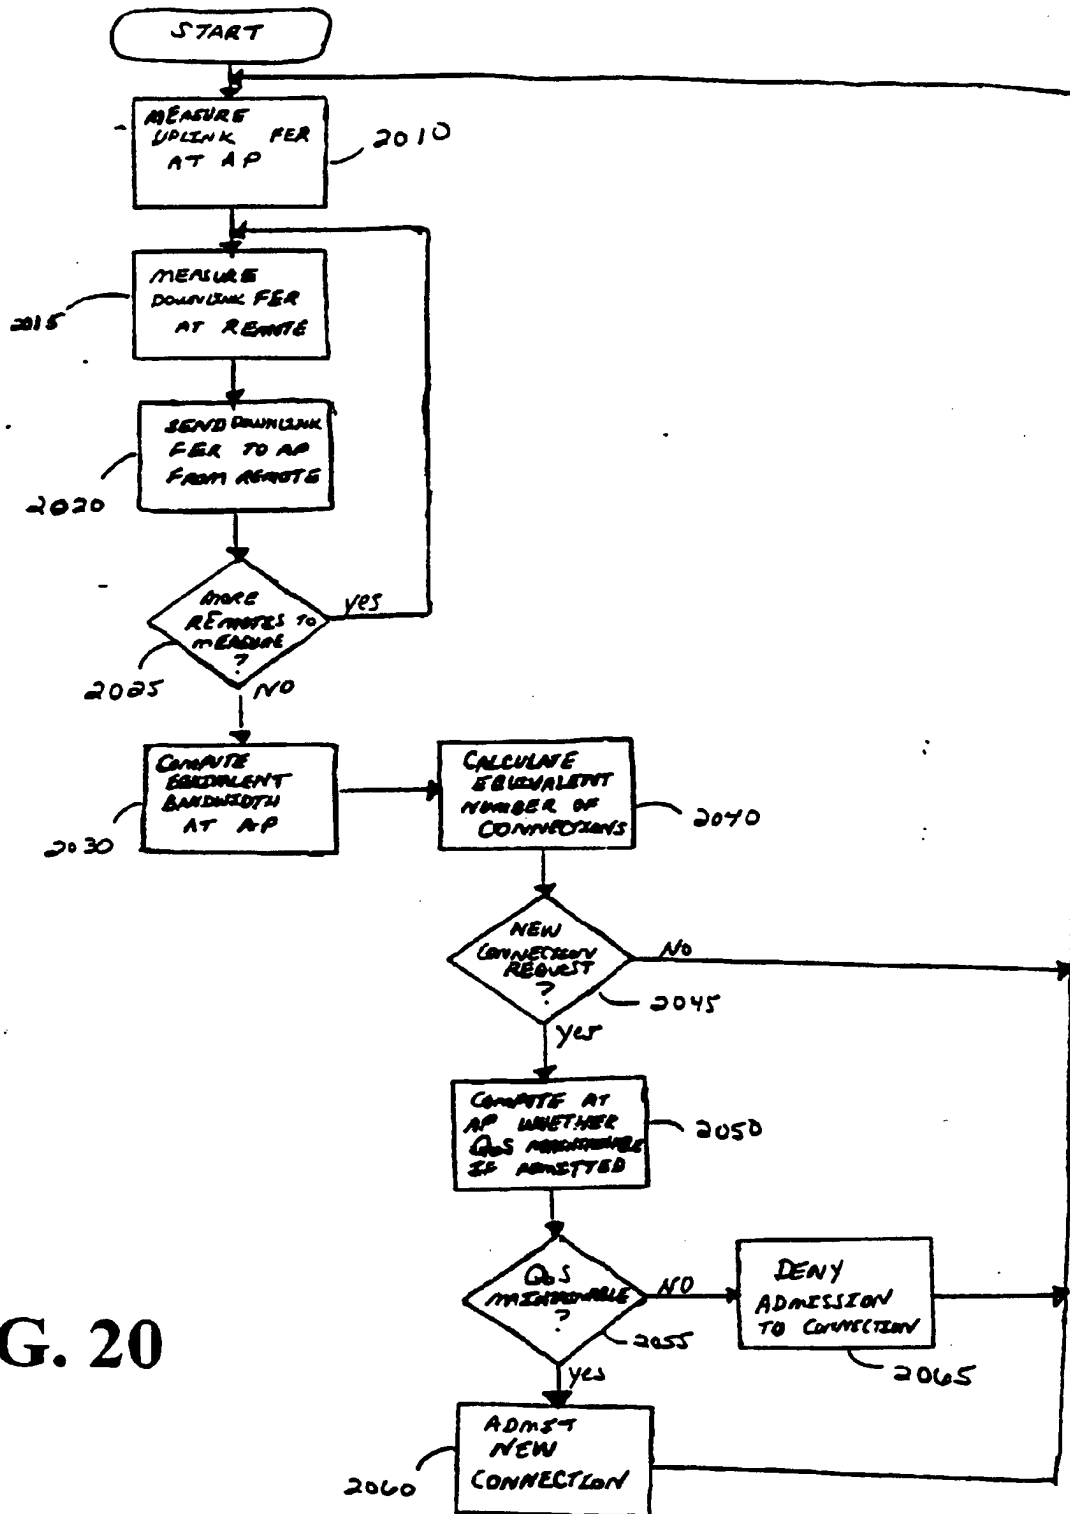 START
MEASURE
UPLINK FER
AT AP
2010
MEASURE
DOWNLINK FER
AT REMOTE
2015
SEND DOWNLINK
FER TO AP
FROM REMOTE
2020
MORE
REMOTES TO
MEASURE
?
yes
2025
NO
COMPUTE
EQUIVALENT
BANDWIDTH
AT AP
2030
CALCULATE
EQUIVALENT
NUMBER OF
CONNECTIONS
2040
NEW
CONNECTION
REQUEST
?
NO
2045
yes
COMPUTE AT
AP WHETHER
QoS MAINTAINABLE
IF ADMITTED
2050
QoS
MAINTAINABLE
?
NO
2055
yes
DENY
ADMISSION
TO CONNECTION
2065
ADMIT
NEW
CONNECTION
2060
G. 20